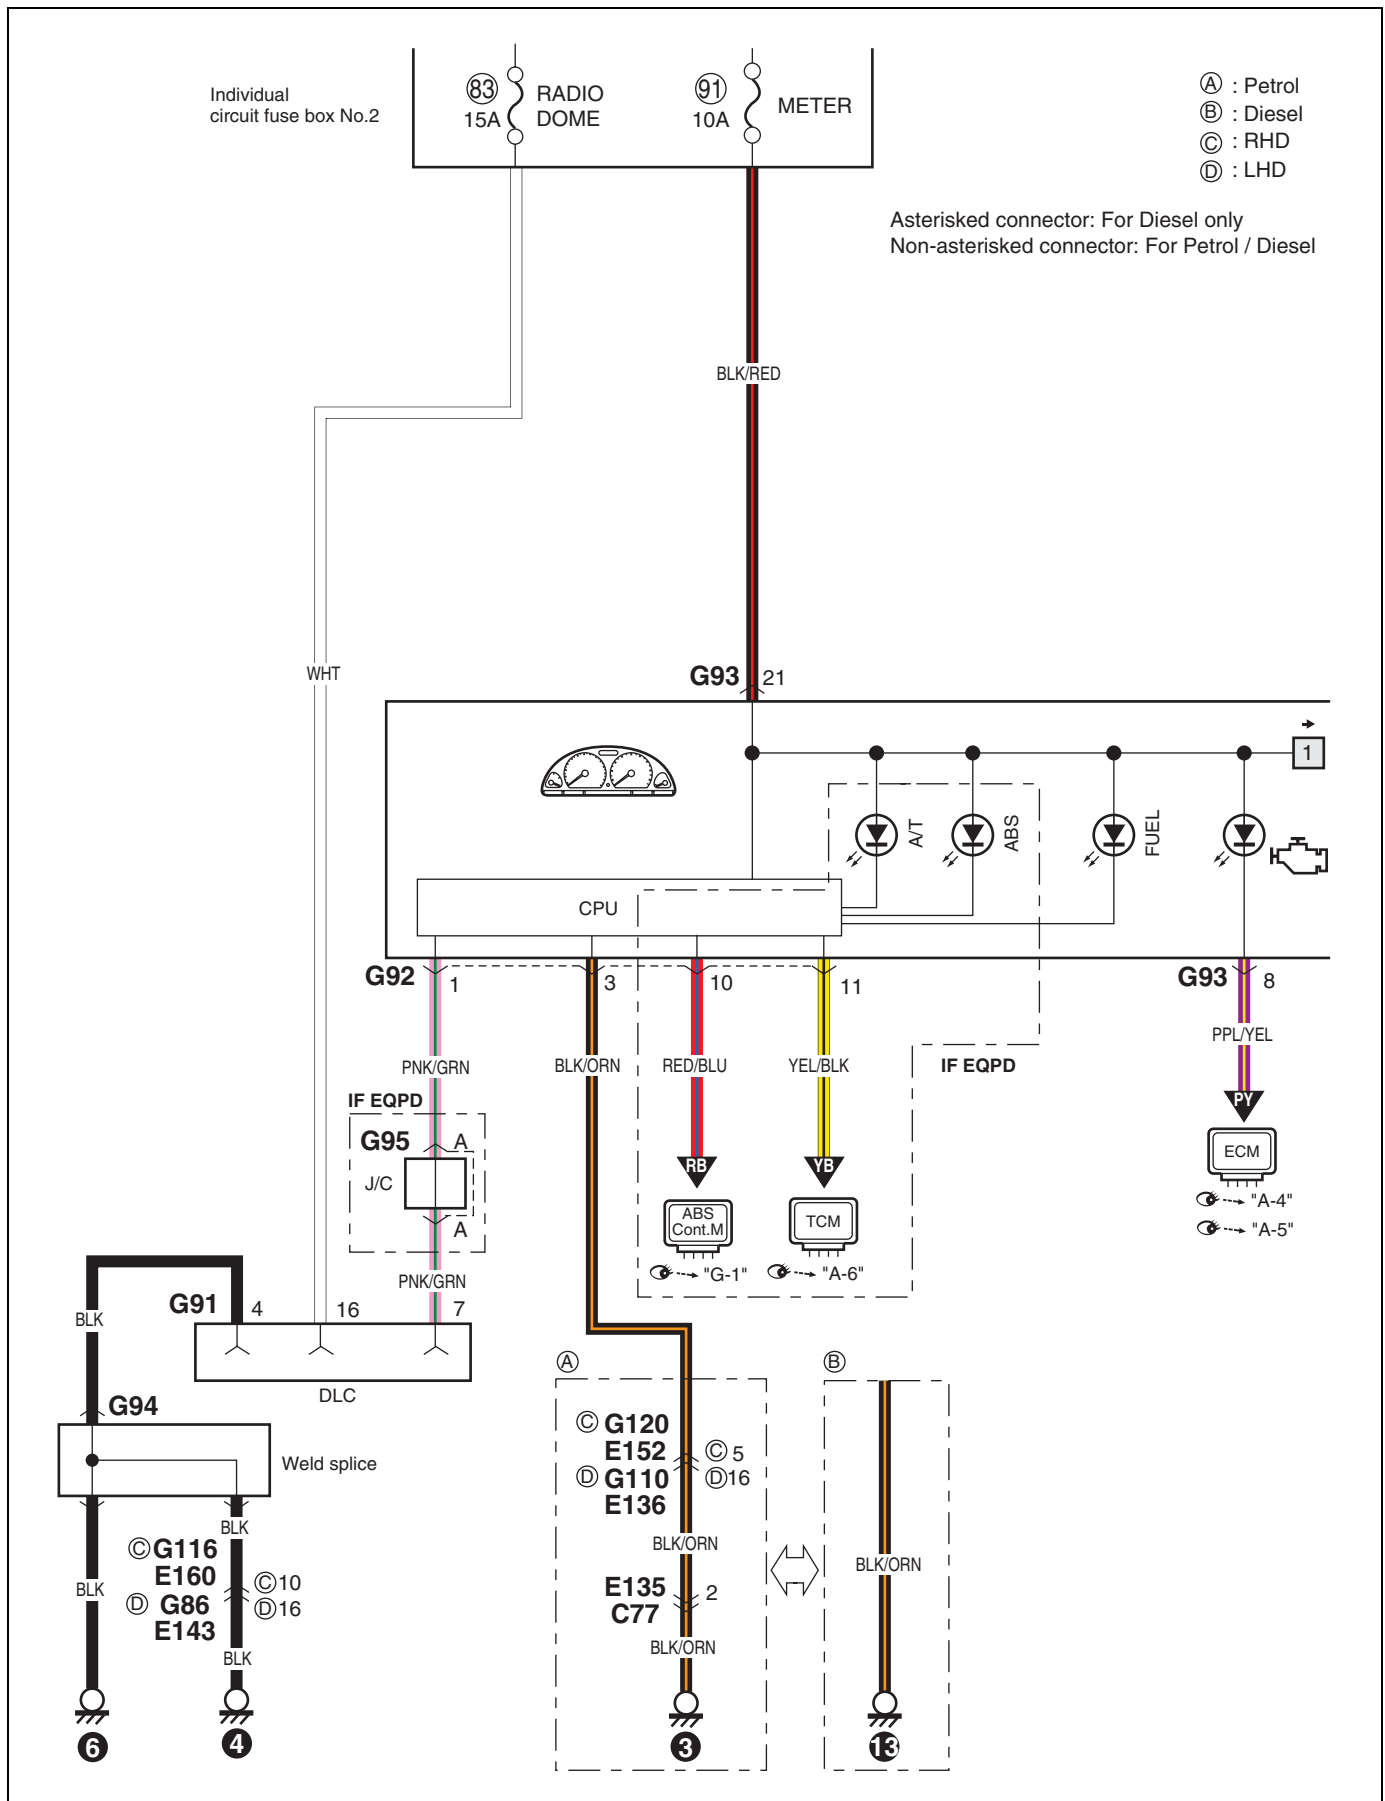 Individual
circuit fuse box No.2
83
15A
RADIO
DOME
91
10A
METER
Ⓐ : Petrol
Ⓑ : Diesel
Ⓒ : RHD
Ⓓ : LHD
Asterisked connector: For Diesel only
Non-asterisked connector: For Petrol / Diesel
BLK/RED
WHT
G93 21
1
A/T
ABS
FUEL
CPU
G92 1
3
10
11
G93 8
PNK/GRN
BLK/ORN
RED/BLU
YEL/BLK
IF EQPD
PPL/YEL
IF EQPD
G95 A
J/C
A
PY
ECM
"A-4"
"A-5"
RB
YB
ABS
Cont.M
TCM
"G-1"
"A-6"
PNK/GRN
BLK
G91 4 16 7
DLC
G94
Weld splice
Ⓐ
Ⓑ
Ⓒ G120
E152 Ⓒ 5
Ⓓ G110 Ⓓ16
E136
BLK
ⒸG116
E160 Ⓒ10
Ⓓ G86 Ⓓ16
E143
BLK
BLK
BLK/ORN
BLK/ORN
E135 2
C77
BLK/ORN
6
4
3
13